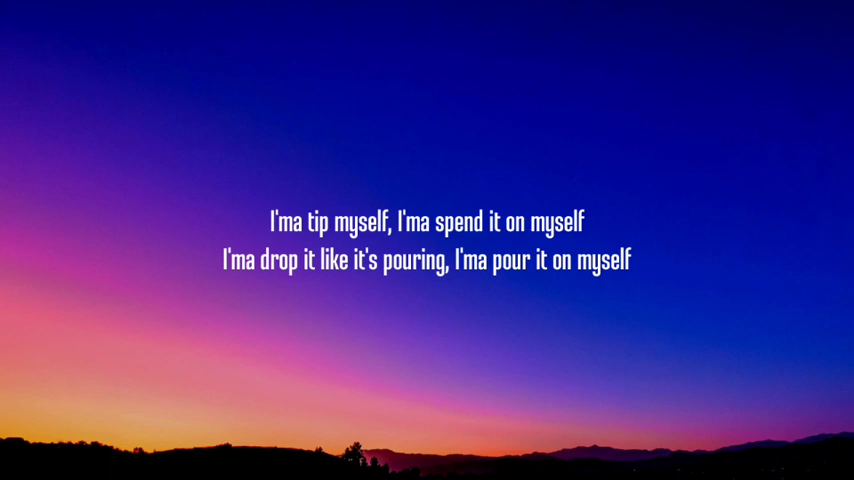 I'ma tip myself, I'ma spend it on myself
I'ma drop it like it's pouring, I'ma pour it on myself